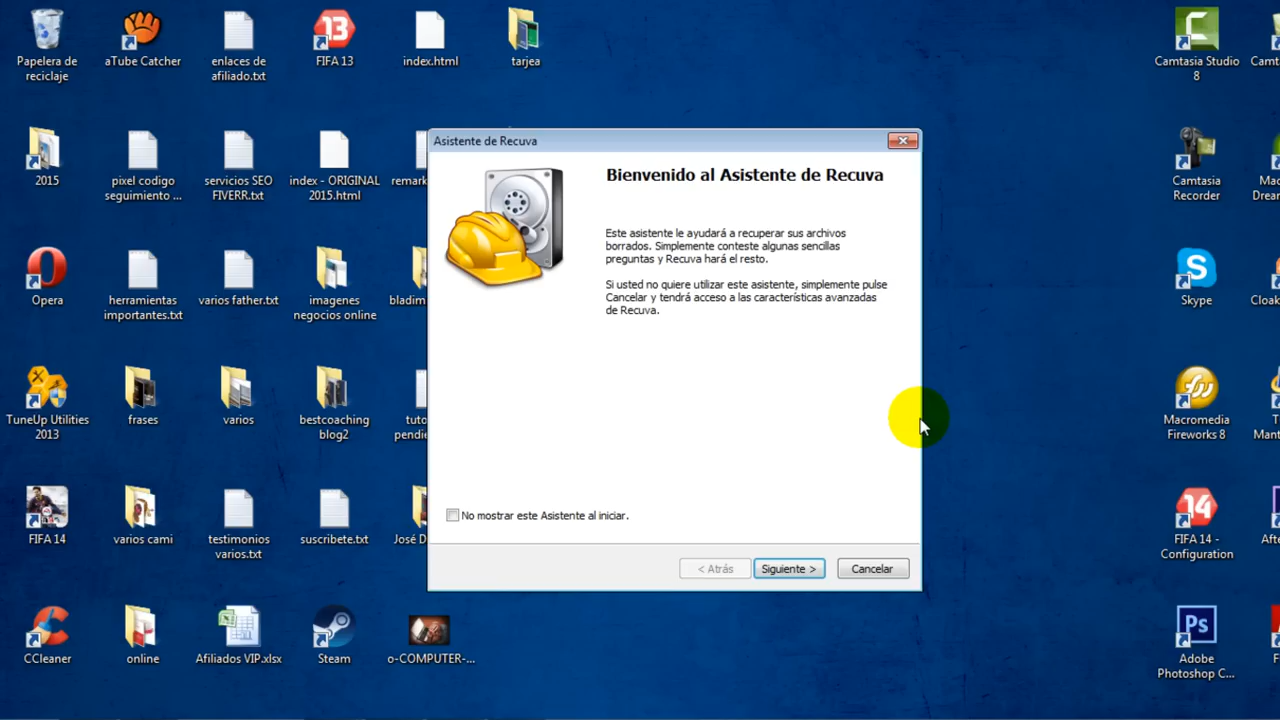 Papelera de
reciclaje
aTube Catcher
enlaces de
afiliado.txt
FIFA 13
index.html
tarjea
Camtasia Studio
8
2015
pixel codigo
seguimiento ...
servicios SEO
FIVERR.txt
index - ORIGINAL
2015.html
Camtasia
Recorder
Opera
herramientas
importantes.txt
varios father.txt
imagenes
negocios online
Skype
TuneUp Utilities
2013
frases
varios
bestcoaching
blog2
Macromedia
Fireworks 8
FIFA 14
varios cami
testimonios
varios.txt
suscribete.txt
FIFA 14 -
Configuration
CCleaner
online
Afiliados VIP.xlsx
Steam
o-COMPUTER-...
Adobe
Photoshop C...
Asistente de Recuva
Bienvenido al Asistente de Recuva
Este asistente le ayudará a recuperar sus archivos
borrados. Simplemente conteste algunas sencillas
preguntas y Recuva hará el resto.
Si usted no quiere utilizar este asistente, simplemente pulse
Cancelar y tendrá acceso a las características avanzadas
de Recuva.
No mostrar este Asistente al iniciar.
< Atrás
Siguiente >
Cancelar